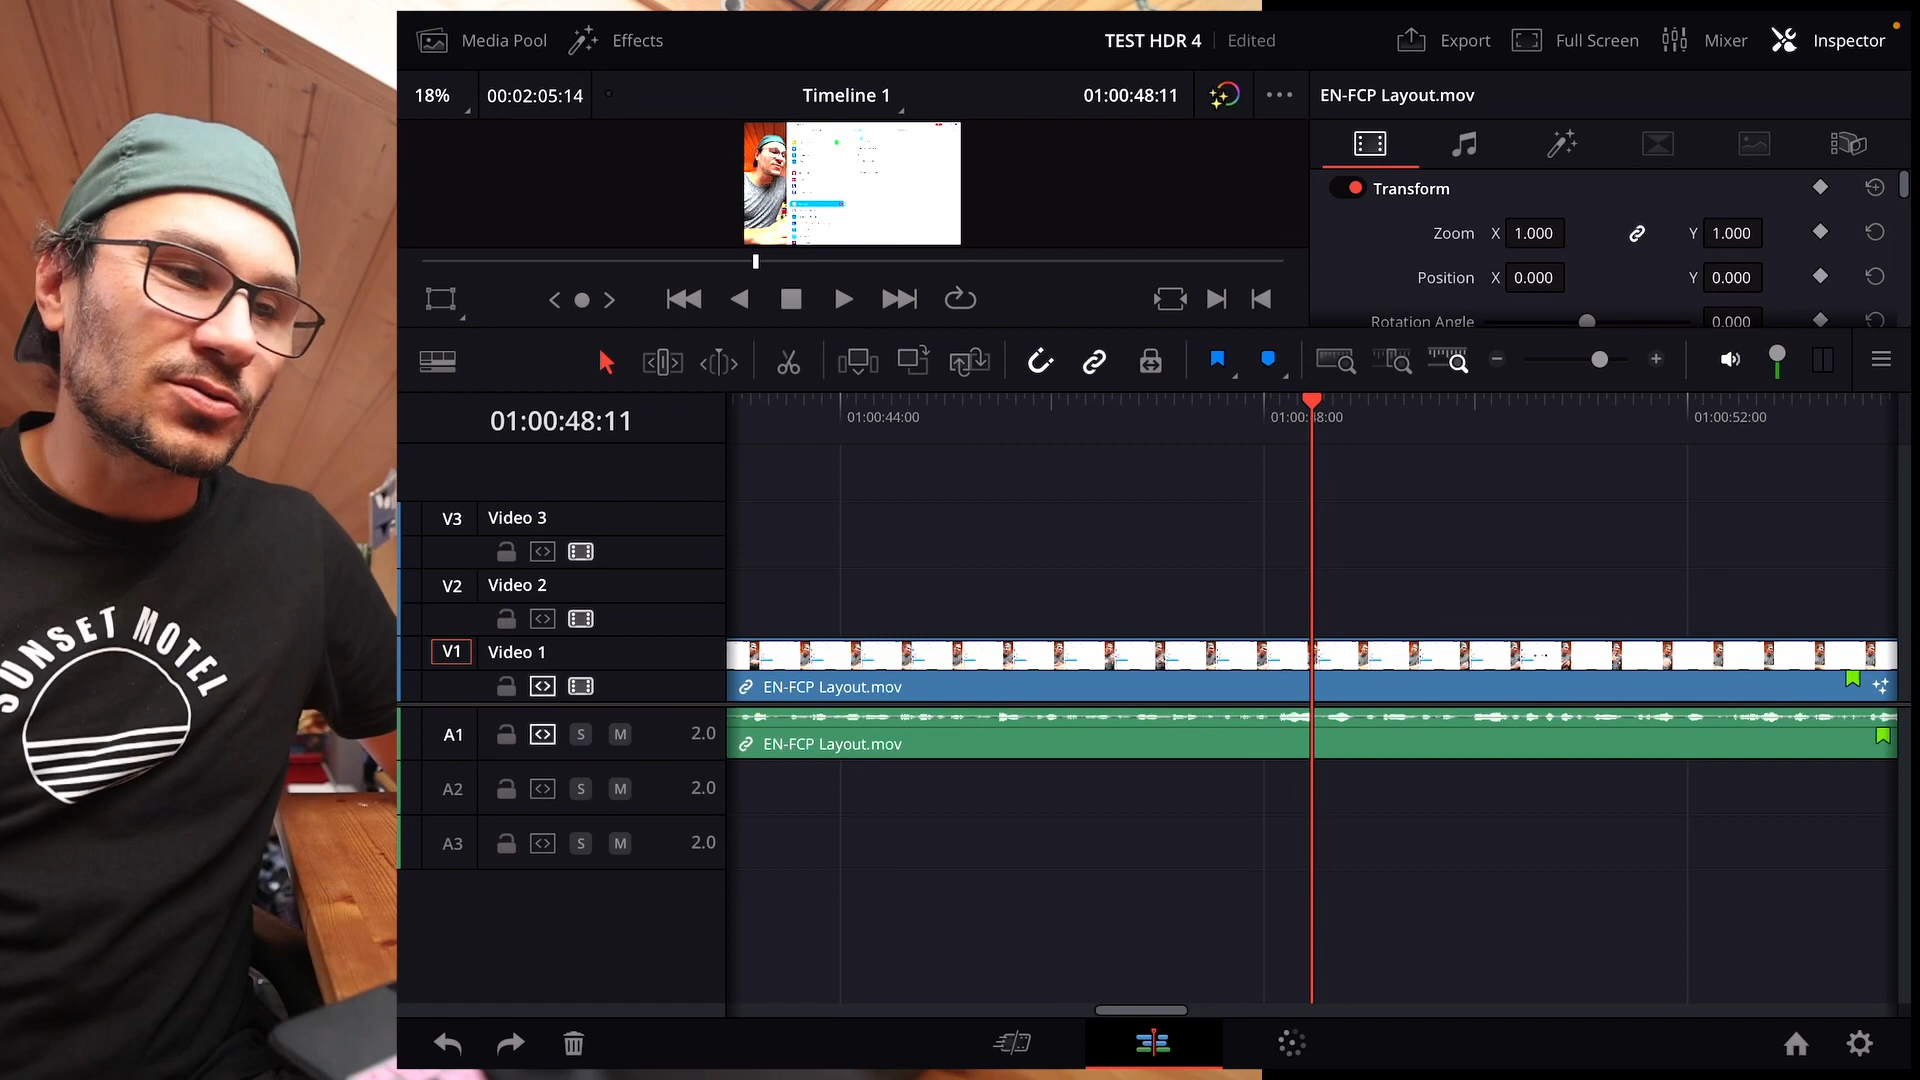 Media Pool
Effects
TEST HDR 4
Edited
Export
Full Screen
Mixer
Inspector
18%
00:02:05:14
Timeline 1
01:00:48:11
EN-FCP Layout.mov
Transform
Zoom X 1.000 Y 1.000
Position X 0.000 Y 0.000
Rotation Angle 0.000
01:00:48:11
01:00:44:00
01:00:48:00
01:00:52:00
V3 Video 3
V2 Video 2
V1 Video 1
EN-FCP Layout.mov
A1 S M 2.0
EN-FCP Layout.mov
A2 S M 2.0
A3 S M 2.0
SUNSET MOTEL